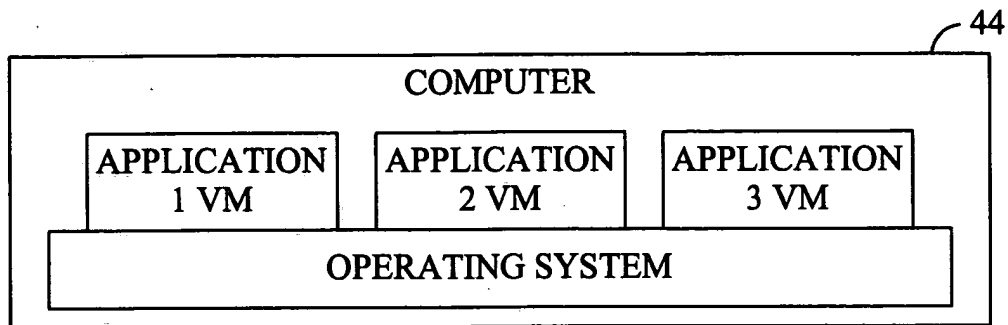 44
COMPUTER
APPLICATION
1 VM
APPLICATION
2 VM
APPLICATION
3 VM
OPERATING SYSTEM